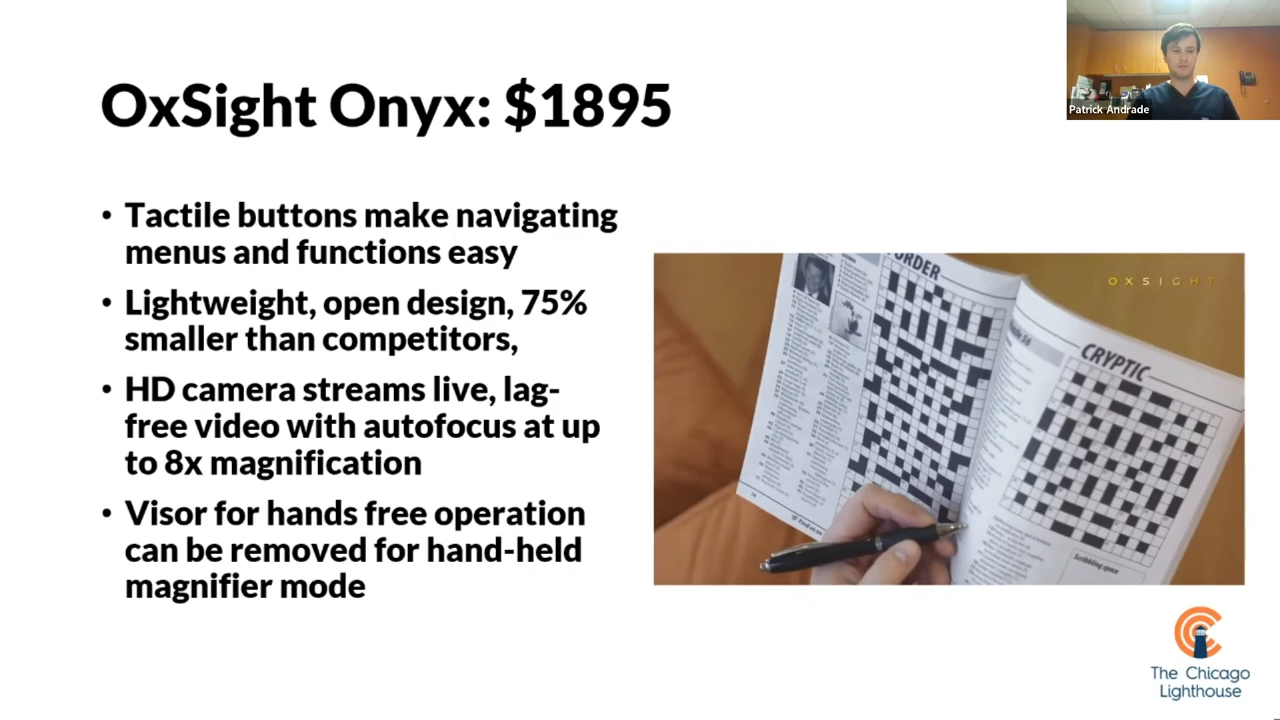 OxSight Onyx: $1895
Patrick Andrade
• Tactile buttons make navigating
menus and functions easy
• Lightweight, open design, 75%
smaller than competitors,
• HD camera streams live, lag-
free video with autofocus at up
to 8x magnification
• Visor for hands free operation
can be removed for hand-held
magnifier mode
OXSIGHT
CRYPTIC
Scribbling space
The Chicago
Lighthouse